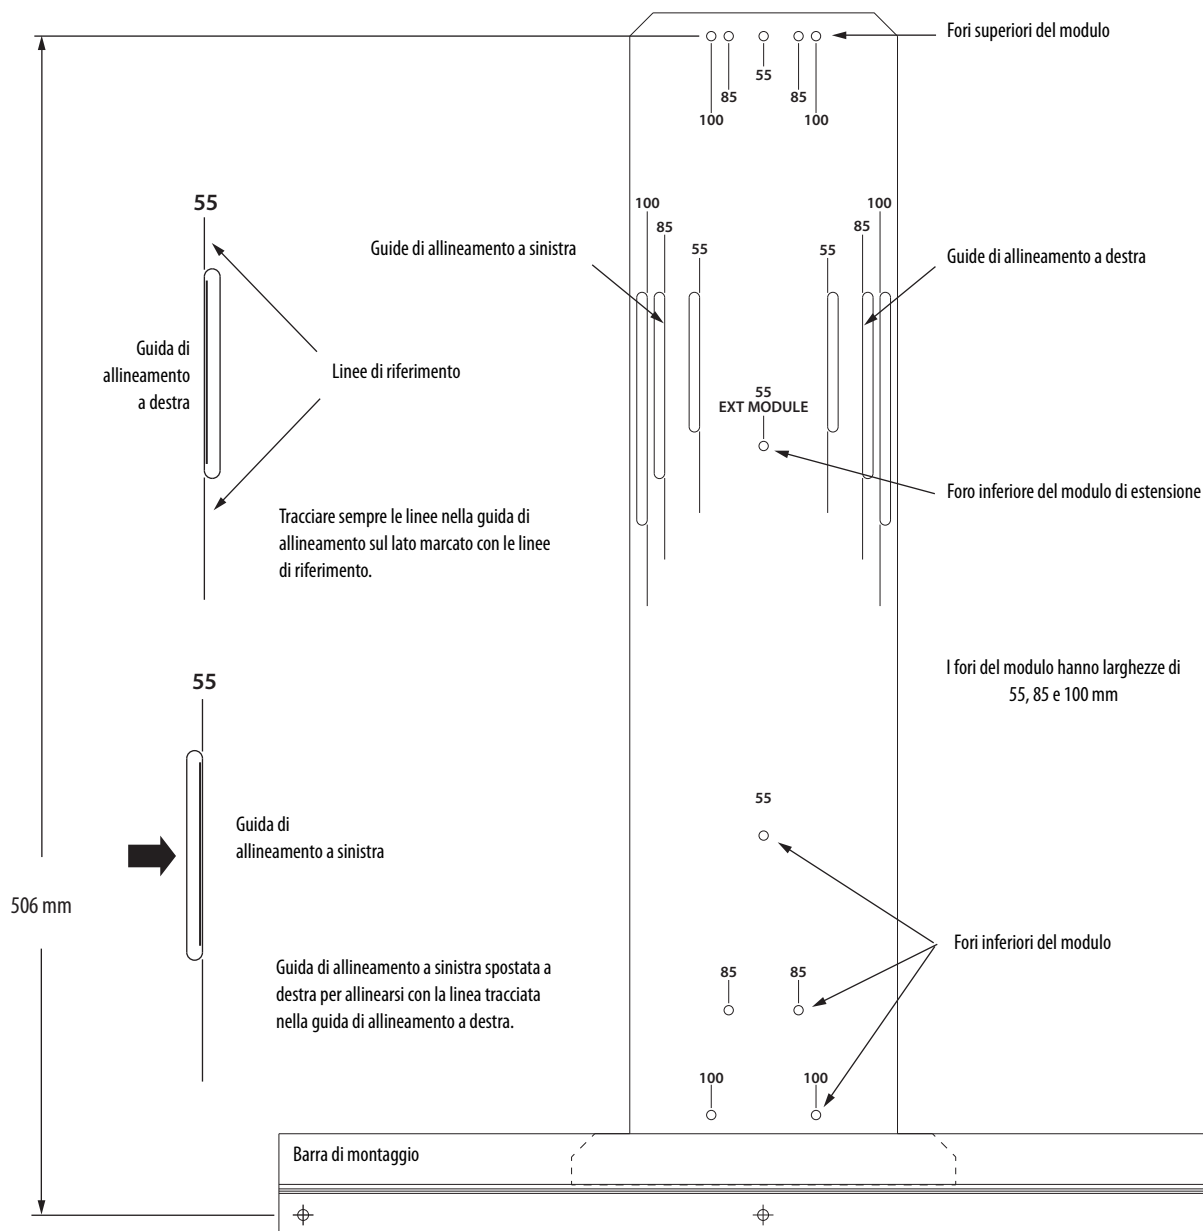 Fori superiori del modulo
55
85
85
100
100
55
100
100
85
85
Guide di allineamento a sinistra
55
55
Guide di allineamento a destra
Guida di
allineamento
a destra
Linee di riferimento
55
EXT MODULE
Foro inferiore del modulo di estensione
Tracciare sempre le linee nella guida di
allineamento sul lato marcato con le linee
di riferimento.
I fori del modulo hanno larghezze di
55, 85 e 100 mm
55
55
Guida di
allineamento a sinistra
506 mm
Fori inferiori del modulo
Guida di allineamento a sinistra spostata a
destra per allinearsi con la linea tracciata
nella guida di allineamento a destra.
85
85
100
100
Barra di montaggio